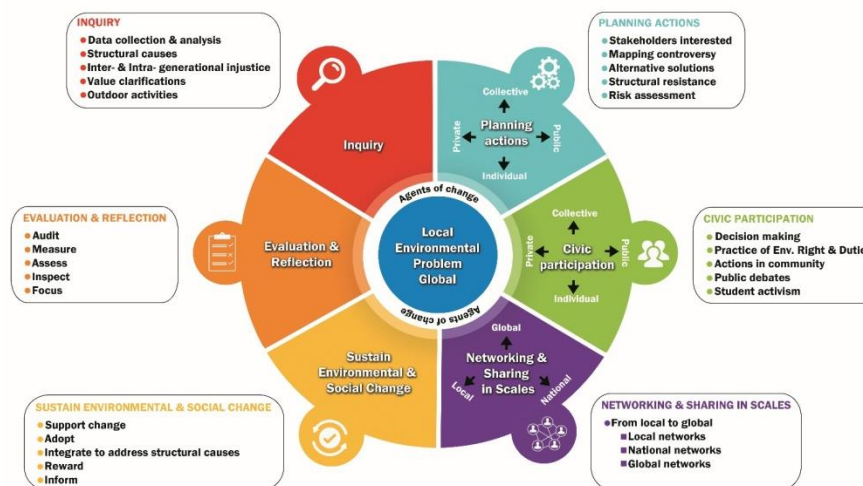 INQUIRY
Data collection & analysis
Structural causes
Inter- & Intra- generational injustice
Value clarifications
Outdoor activities
PLANNING ACTIONS
Stakeholders interested
Mapping controversy
Alternative solutions
Structural resistance
Risk assessment
Inquiry
Collective
Private
Planning
actions
Public
Individual
EVALUATION & REFLECTION
Audit
Measure
Assess
Inspect
Focus
Evaluation &
Reflection
Agents of change
Local
Environmental
Problem
Global
Agents of change
Collective
Private
Civic
participation
Public
Individual
CIVIC PARTICIPATION
Decision making
Practice of Env. Right & Dutie
Actions in community
Public debates
Student activism
Sustain
Environmental &
Social Change
Global
Networking &
Sharing
in Scales
Local
National
SUSTAIN ENVIRONMENTAL & SOCIAL CHANGE
Support change
Adopt
Integrate to address structural causes
Reward
Inform
NETWORKING & SHARING IN SCALES
From local to global
Local networks
National networks
Global networks